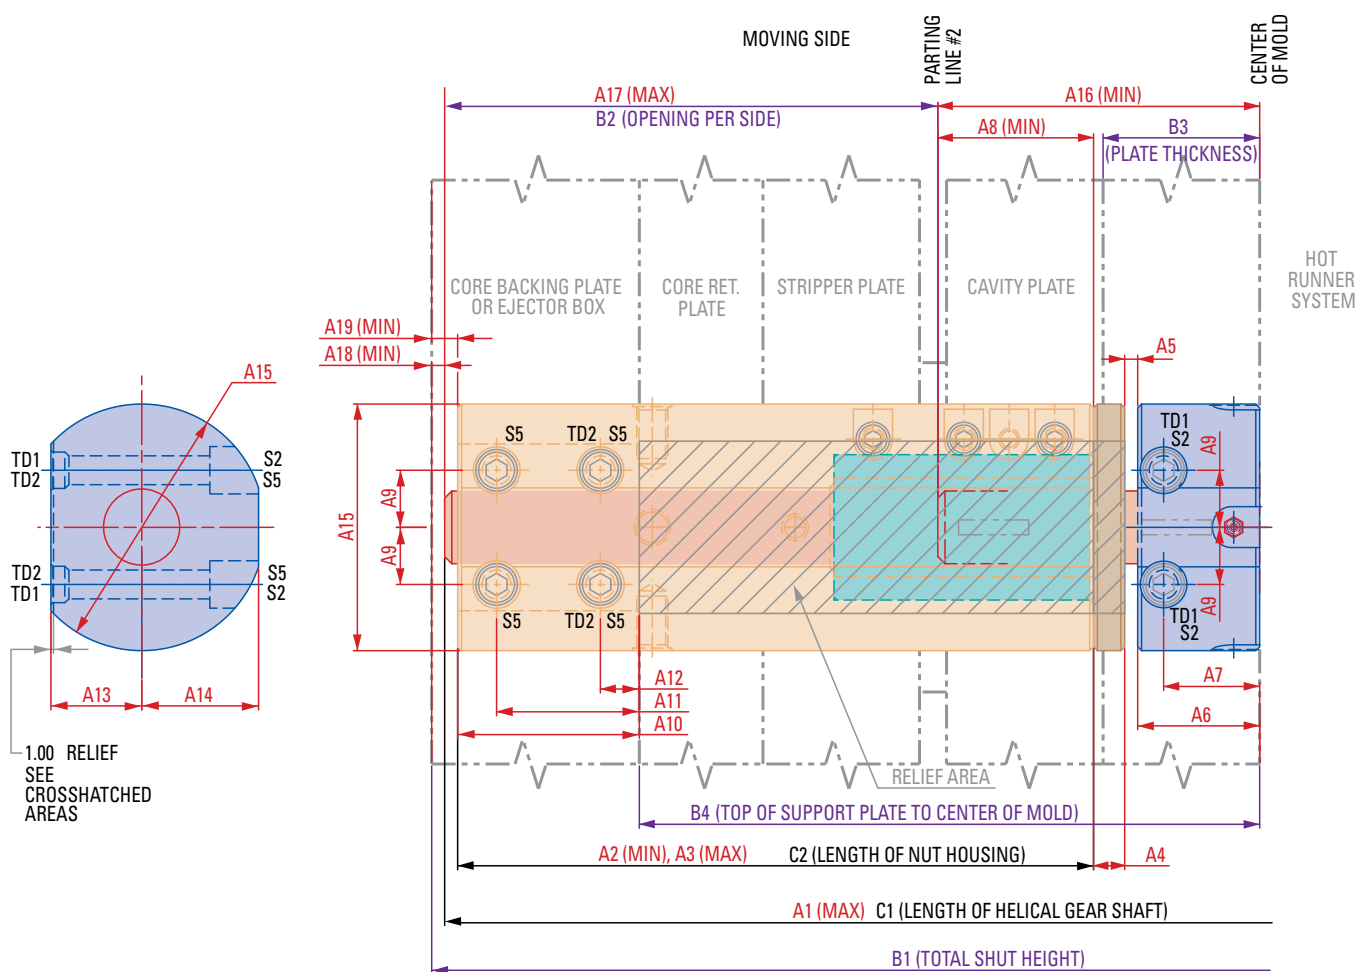 MOVING SIDE
PARTING
LINE #2
CENTER
OF MOLD
A17 (MAX)
B2 (OPENING PER SIDE)
A16 (MIN)
A8 (MIN)
B3
(PLATE THICKNESS)
CORE BACKING PLATE
OR EJECTOR BOX
CORE RET.
PLATE
STRIPPER PLATE
CAVITY PLATE
HOT
RUNNER
SYSTEM
A19 (MIN)
A18 (MIN)
A5
A15
TD1
TD2
S2
S5
TD2
TD1
S5
S2
A13
A14
1.00 RELIEF
SEE
CROSSHATCHED
AREAS
A15
A9
A9
S5
TD2 S5
S5
TD2 S5
TD1
S2
A9
A9
TD1
S2
A12
A11
A10
A7
A6
RELIEF AREA
B4 (TOP OF SUPPORT PLATE TO CENTER OF MOLD)
A2 (MIN), A3 (MAX) C2 (LENGTH OF NUT HOUSING)
A4
A1 (MAX) C1 (LENGTH OF HELICAL GEAR SHAFT)
B1 (TOTAL SHUT HEIGHT)